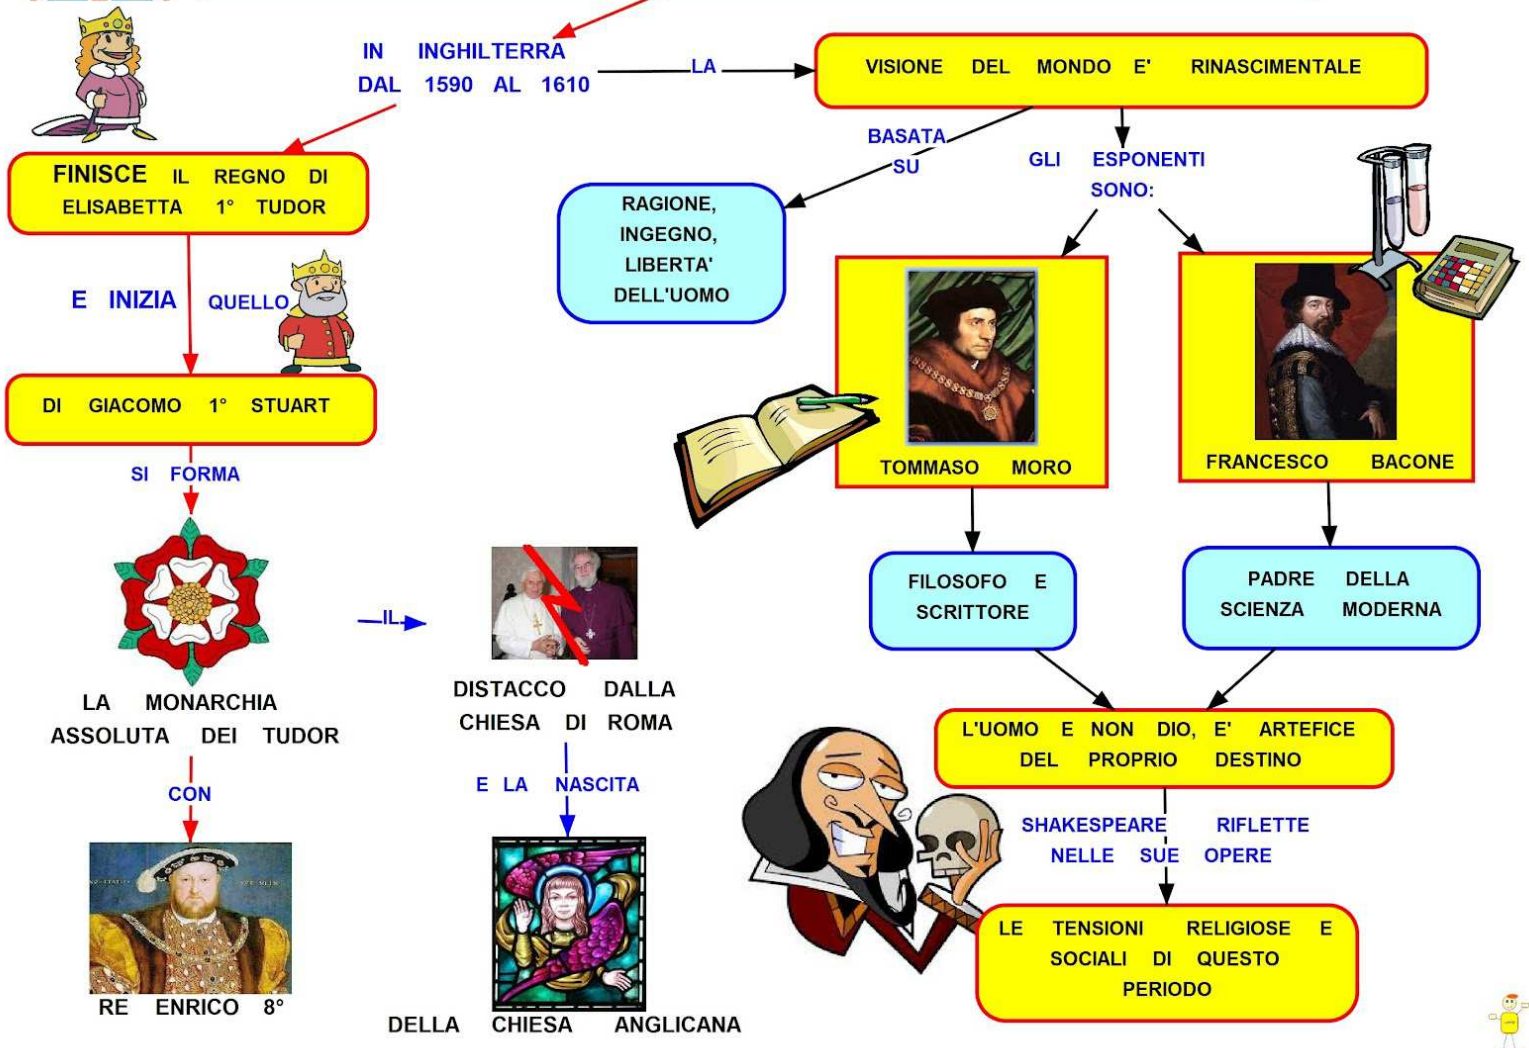 IN INGHILTERRA
DAL 1590 AL 1610
LA
VISIONE DEL MONDO E' RINASCIMENTALE
BASATA
SU
GLI ESPONENTI
SONO:
FINISCE IL REGNO DI
ELISABETTA 1° TUDOR
RAGIONE,
INGEGNO,
LIBERTA'
DELL'UOMO
E INIZIA QUELLO
DI GIACOMO 1° STUART
TOMMASO MORO
FRANCESCO BACONE
SI FORMA
FILOSOFO E
SCRITTORE
PADRE DELLA
SCIENZA MODERNA
IL
LA MONARCHIA
ASSOLUTA DEI TUDOR
DISTACCO DALLA
CHIESA DI ROMA
L'UOMO E NON DIO, E' ARTEFICE
DEL PROPRIO DESTINO
CON
E LA NASCITA
SHAKESPEARE RIFLETTE
NELLE SUE OPERE
RE ENRICO 8°
DELLA CHIESA ANGLICANA
LE TENSIONI RELIGIOSE E
SOCIALI DI QUESTO
PERIODO